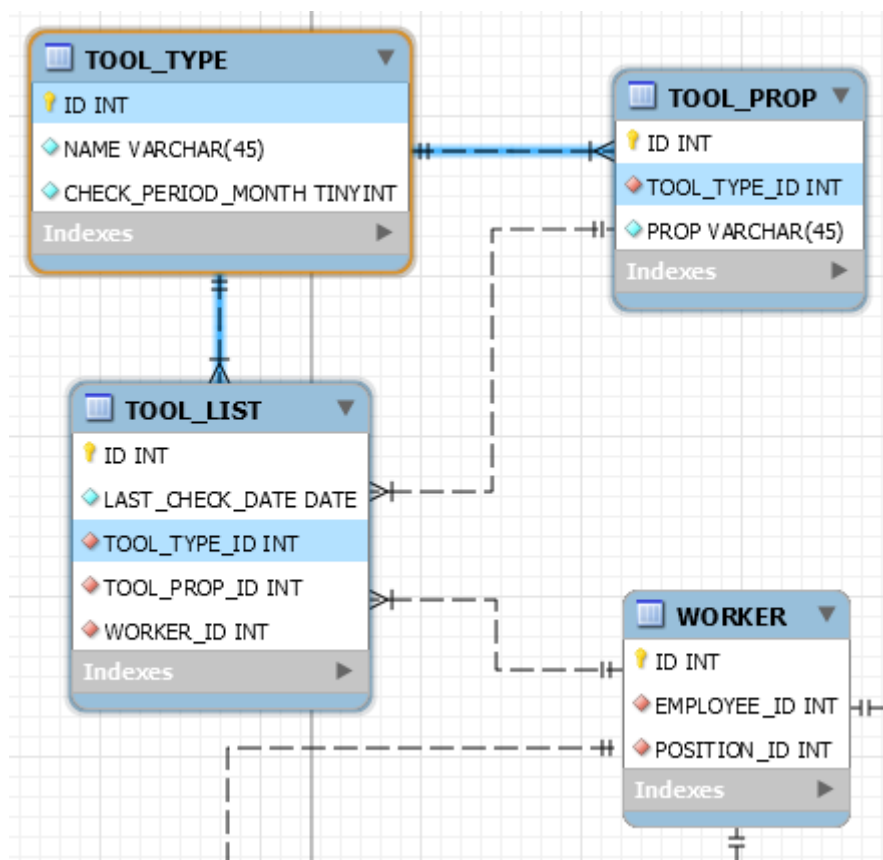 TOOL_TYPE
ID INT
NAME VARCHAR(45)
CHECK_PERIOD_MONTH TINYINT
Indexes
TOOL_PROP
ID INT
TOOL_TYPE_ID INT
PROP VARCHAR(45)
Indexes
TOOL_LIST
ID INT
LAST_CHECK_DATE DATE
TOOL_TYPE_ID INT
TOOL_PROP_ID INT
WORKER_ID INT
Indexes
WORKER
ID INT
EMPLOYEE_ID INT
POSITION_ID INT
Indexes